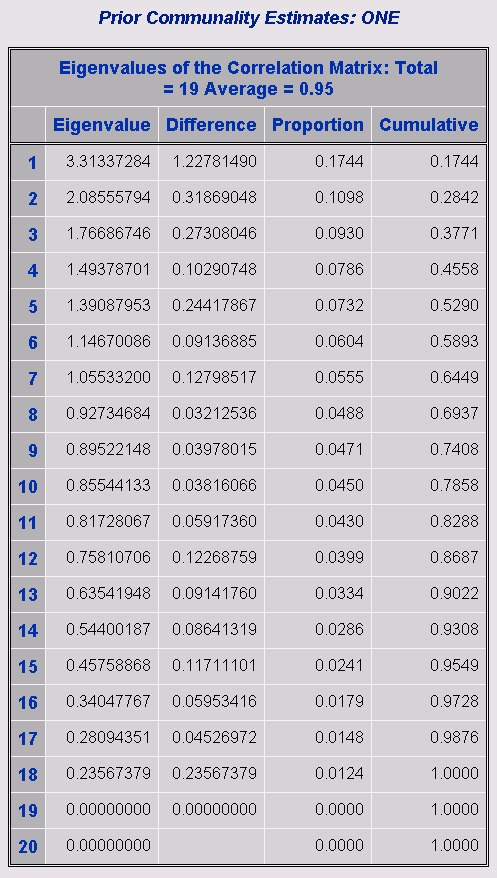 Prior Communality Estimates: ONE
Eigenvalues of the Correlation Matrix: Total
= 19 Average = 0.95
Eigenvalue Difference Proportion Cumulative
1 3.31337284 1.22781490 0.1744 0.1744
2 2.08555794 0.31869048 0.1098 0.2842
3 1.76686746 0.27308046 0.0930 0.3771
4 1.49378701 0.10290748 0.0786 0.4558
5 1.39087953 0.24417867 0.0732 0.5290
6 1.14670086 0.09136885 0.0604 0.5893
7 1.05533200 0.12798517 0.0555 0.6449
8 0.92734684 0.03212536 0.0488 0.6937
9 0.89522148 0.03978015 0.0471 0.7408
10 0.85544133 0.03816066 0.0450 0.7858
11 0.81728067 0.05917360 0.0430 0.8288
12 0.75810706 0.12268759 0.0399 0.8687
13 0.63541948 0.09141760 0.0334 0.9022
14 0.54400187 0.08641319 0.0286 0.9308
15 0.45758868 0.11711101 0.0241 0.9549
16 0.34047767 0.05953416 0.0179 0.9728
17 0.28094351 0.04526972 0.0148 0.9876
18 0.23567379 0.23567379 0.0124 1.0000
19 0.00000000 0.00000000 0.0000 1.0000
20 0.00000000 0.0000 1.0000